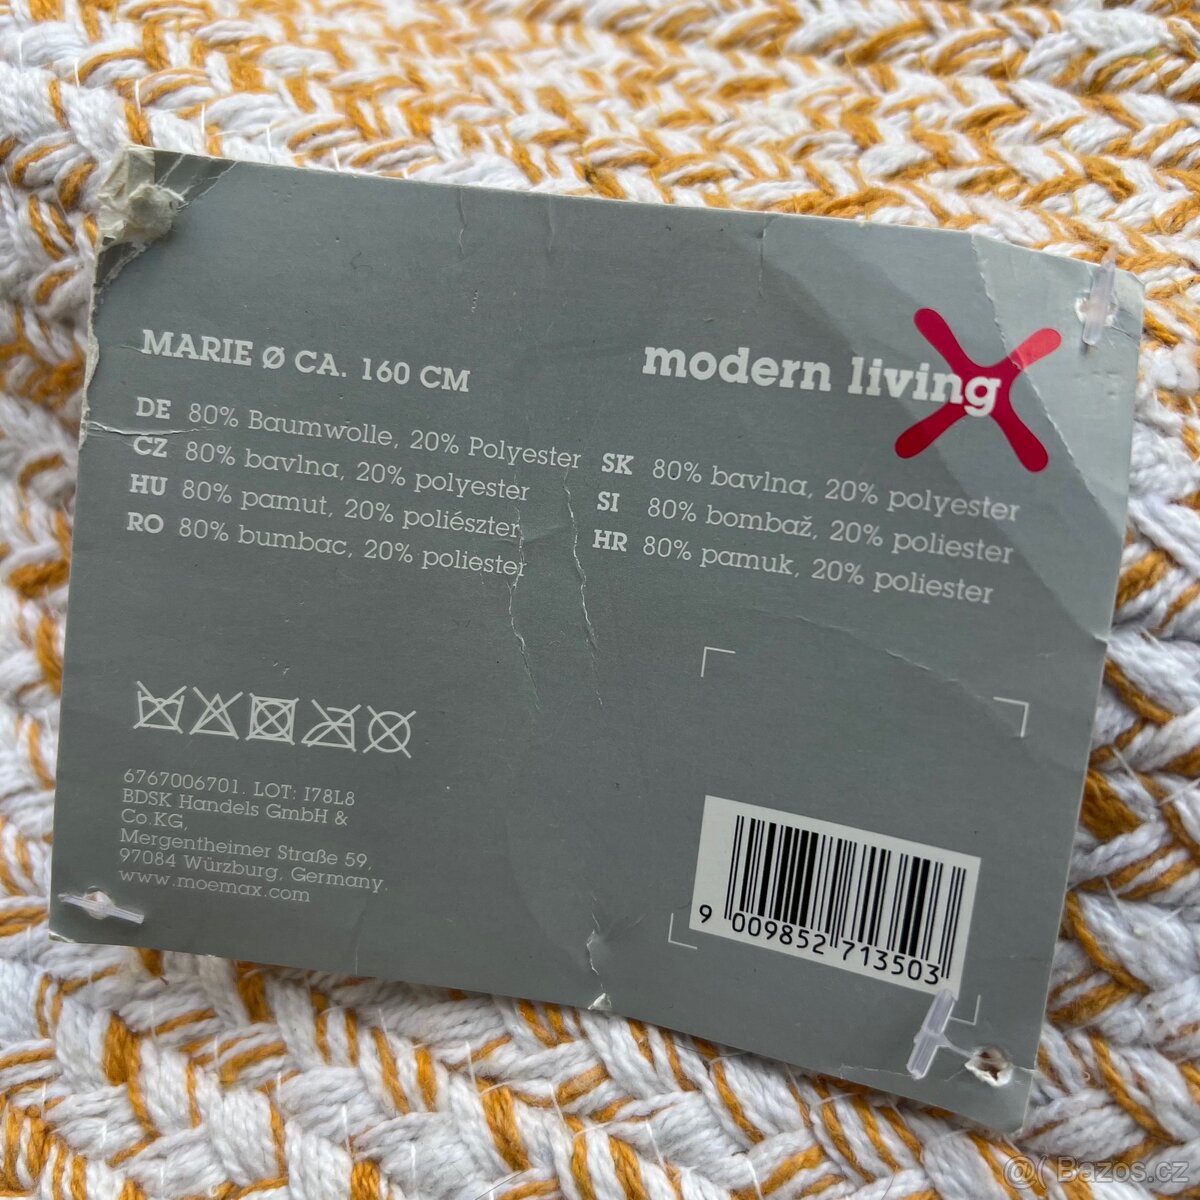 MARIE Ø CA. 160 CM
modern living
DE 80% Baumwolle, 20% Polyester
CZ 80% bavlna, 20% polyester
HU 80% pamut, 20% poliészter
RO 80% bumbac, 20% poliester
SK 80% bavlna, 20% polyester
SI 80% bombaž, 20% poliester
HR 80% pamuk, 20% poliester
6767006701. LOT: I78L8
BDSK Handels GmbH &
Co.KG,
Mergentheimer Straße 59,
97084 Würzburg, Germany.
www.moemax.com
9 009852 713503
@( Bazos.cz